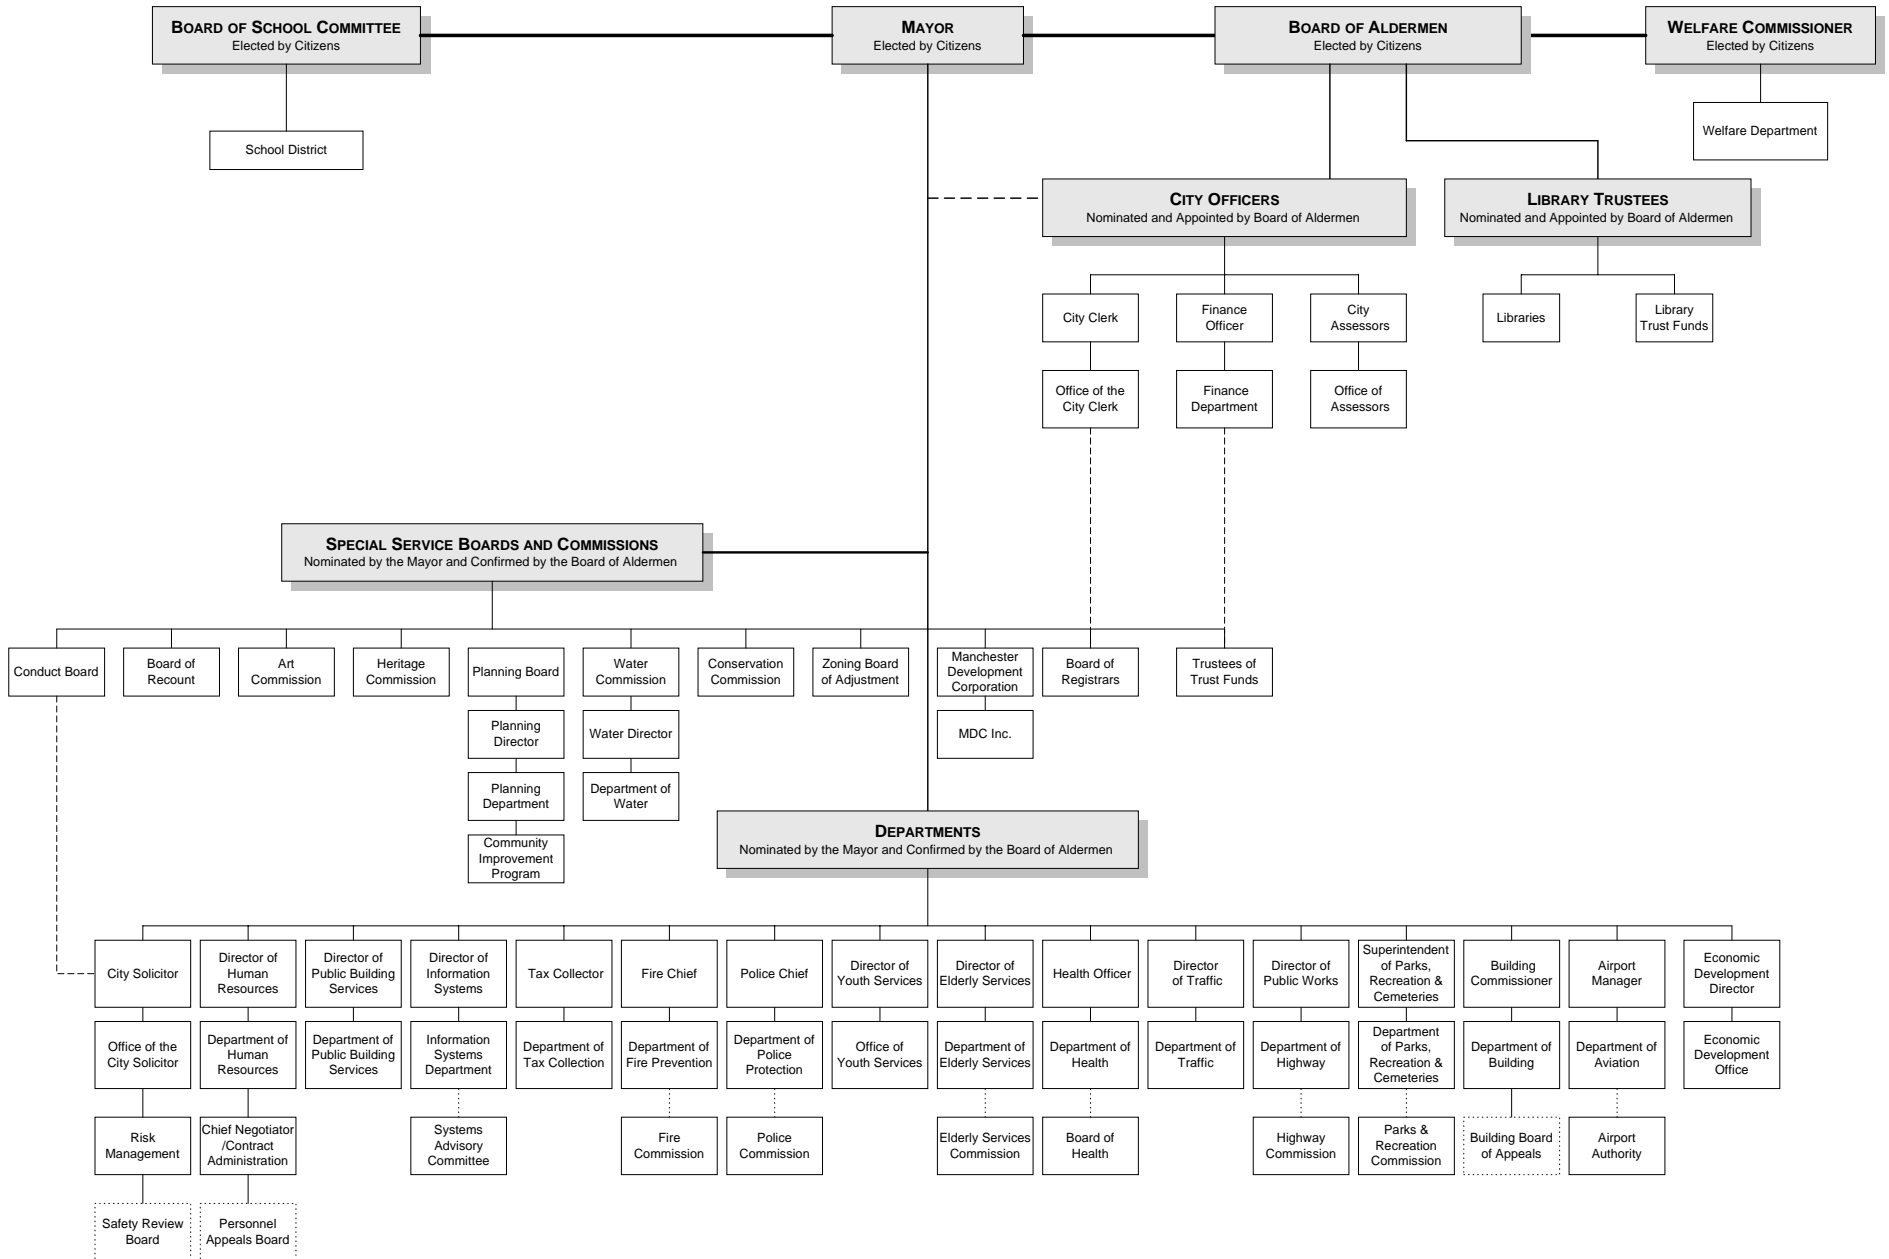 BOARD OF SCHOOL COMMITTEE
Elected by Citizens
MAYOR
Elected by Citizens
BOARD OF ALDERMEN
Elected by Citizens
WELFARE COMMISSIONER
Elected by Citizens
School District
Welfare Department
CITY OFFICERS
Nominated and Appointed by Board of Aldermen
LIBRARY TRUSTEES
Nominated and Appointed by Board of Aldermen
City Clerk
Finance
Officer
City
Assessors
Libraries
Library
Trust Funds
Office of the
City Clerk
Finance
Department
Office of
Assessors
SPECIAL SERVICE BOARDS AND COMMISSIONS
Nominated by the Mayor and Confirmed by the Board of Aldermen
Conduct Board
Board of
Recount
Art
Commission
Heritage
Commission
Planning Board
Water
Commission
Conservation
Commission
Zoning Board
of Adjustment
Manchester
Development
Corporation
Board of
Registrars
Trustees of
Trust Funds
Planning
Director
Water Director
MDC Inc.
Planning
Department
Department of
Water
Community
Improvement
Program
DEPARTMENTS
Nominated by the Mayor and Confirmed by the Board of Aldermen
City Solicitor
Director of
Human
Resources
Director of
Public Building
Services
Director of
Information
Systems
Tax Collector
Fire Chief
Police Chief
Director of
Youth Services
Director of
Elderly Services
Health Officer
Director
of Traffic
Director of
Public Works
Superintendent
of Parks,
Recreation &
Cemeteries
Building
Commissioner
Airport
Manager
Economic
Development
Director
Office of the
City Solicitor
Department of
Human
Resources
Department of
Public Building
Services
Information
Systems
Department
Department of
Tax Collection
Department of
Fire Prevention
Department of
Police
Protection
Office of
Youth Services
Department of
Elderly Services
Department of
Health
Department of
Traffic
Department of
Highway
Department
of Parks,
Recreation &
Cemeteries
Department of
Building
Department of
Aviation
Economic
Development
Office
Risk
Management
Chief Negotiator
/Contract
Administration
Systems
Advisory
Committee
Fire
Commission
Police
Commission
Elderly Services
Commission
Board of
Health
Highway
Commission
Parks &
Recreation
Commission
Building Board
of Appeals
Airport
Authority
Safety Review
Board
Personnel
Appeals Board